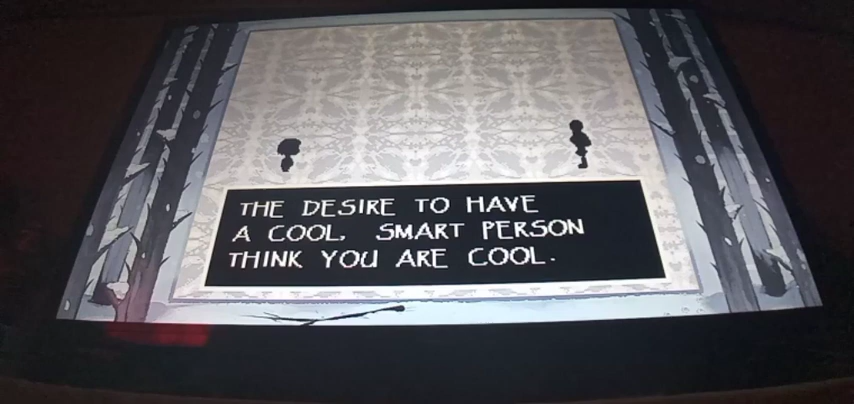 THE DESIRE TO HAVE
A COOL, SMART PERSON
THINK YOU ARE COOL.